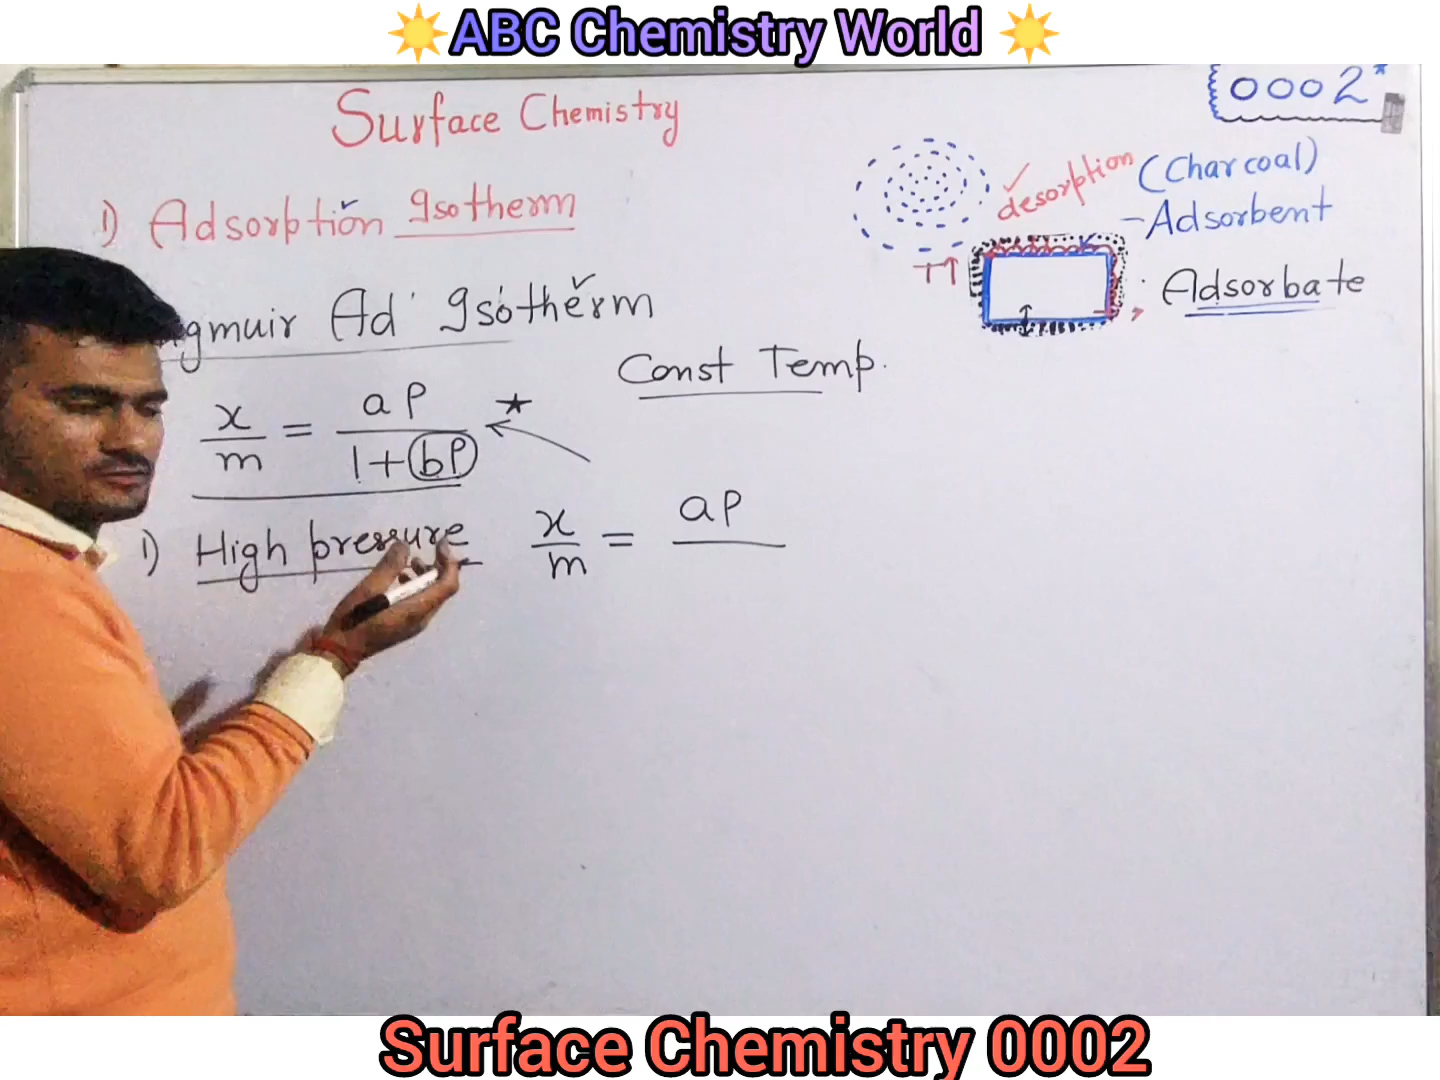 ABC Chemistry World
0002*
Surface Chemistry
1) Adsorption Isotherm
desorption
(Charcoal)
- Adsorbent
T↑
Adsorbate
gmuir Ad' Isotherm
Const Temp.
x/m = ap/1+bp ★
1) High pressure x/m = ap
Surface Chemistry 0002